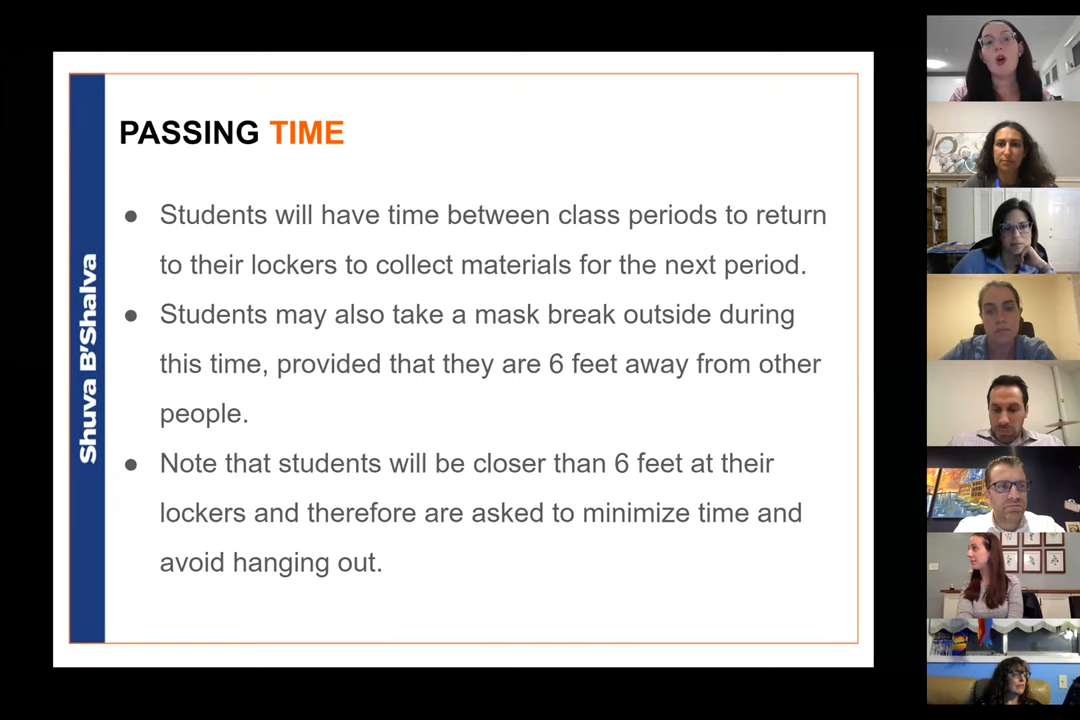 PASSING TIME
Students will have time between class periods to return
to their lockers to collect materials for the next period.
Students may also take a mask break outside during
this time, provided that they are 6 feet away from other
people.
Note that students will be closer than 6 feet at their
lockers and therefore are asked to minimize time and
avoid hanging out.
Shuva B'Shalva